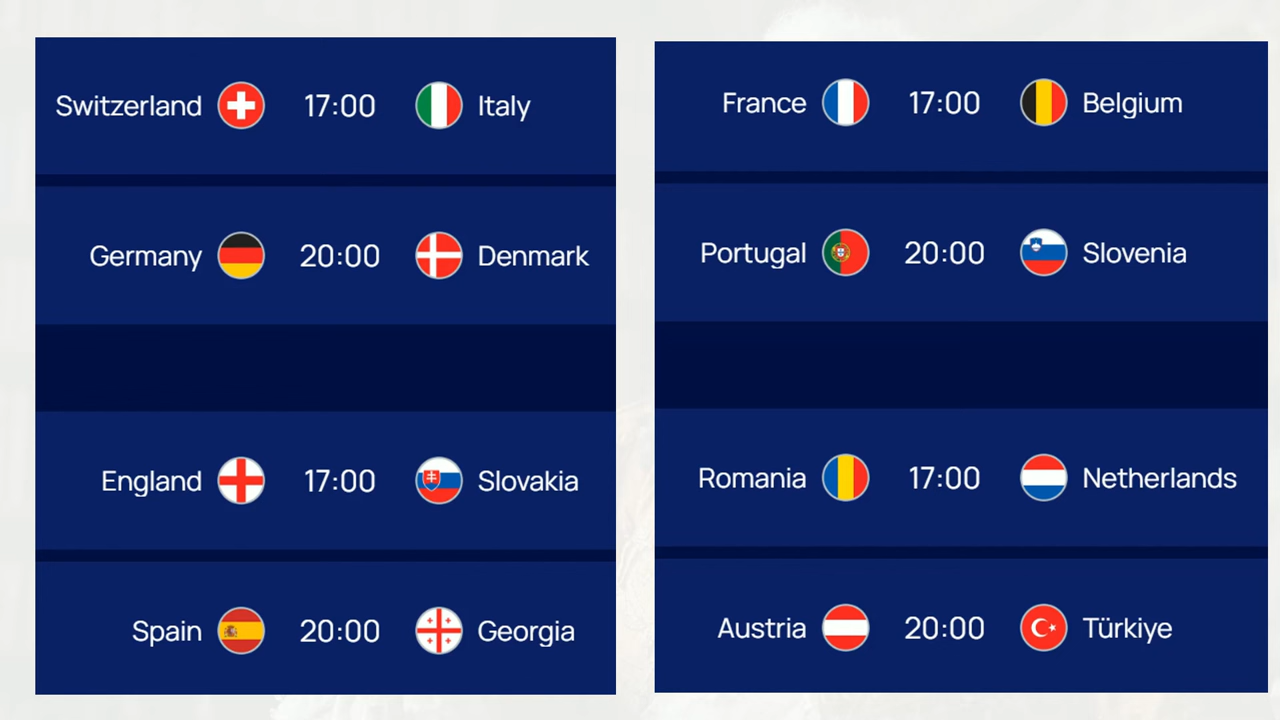 Switzerland 17:00 Italy
Germany 20:00 Denmark
England 17:00 Slovakia
Spain 20:00 Georgia
France 17:00 Belgium
Portugal 20:00 Slovenia
Romania 17:00 Netherlands
Austria 20:00 Türkiye